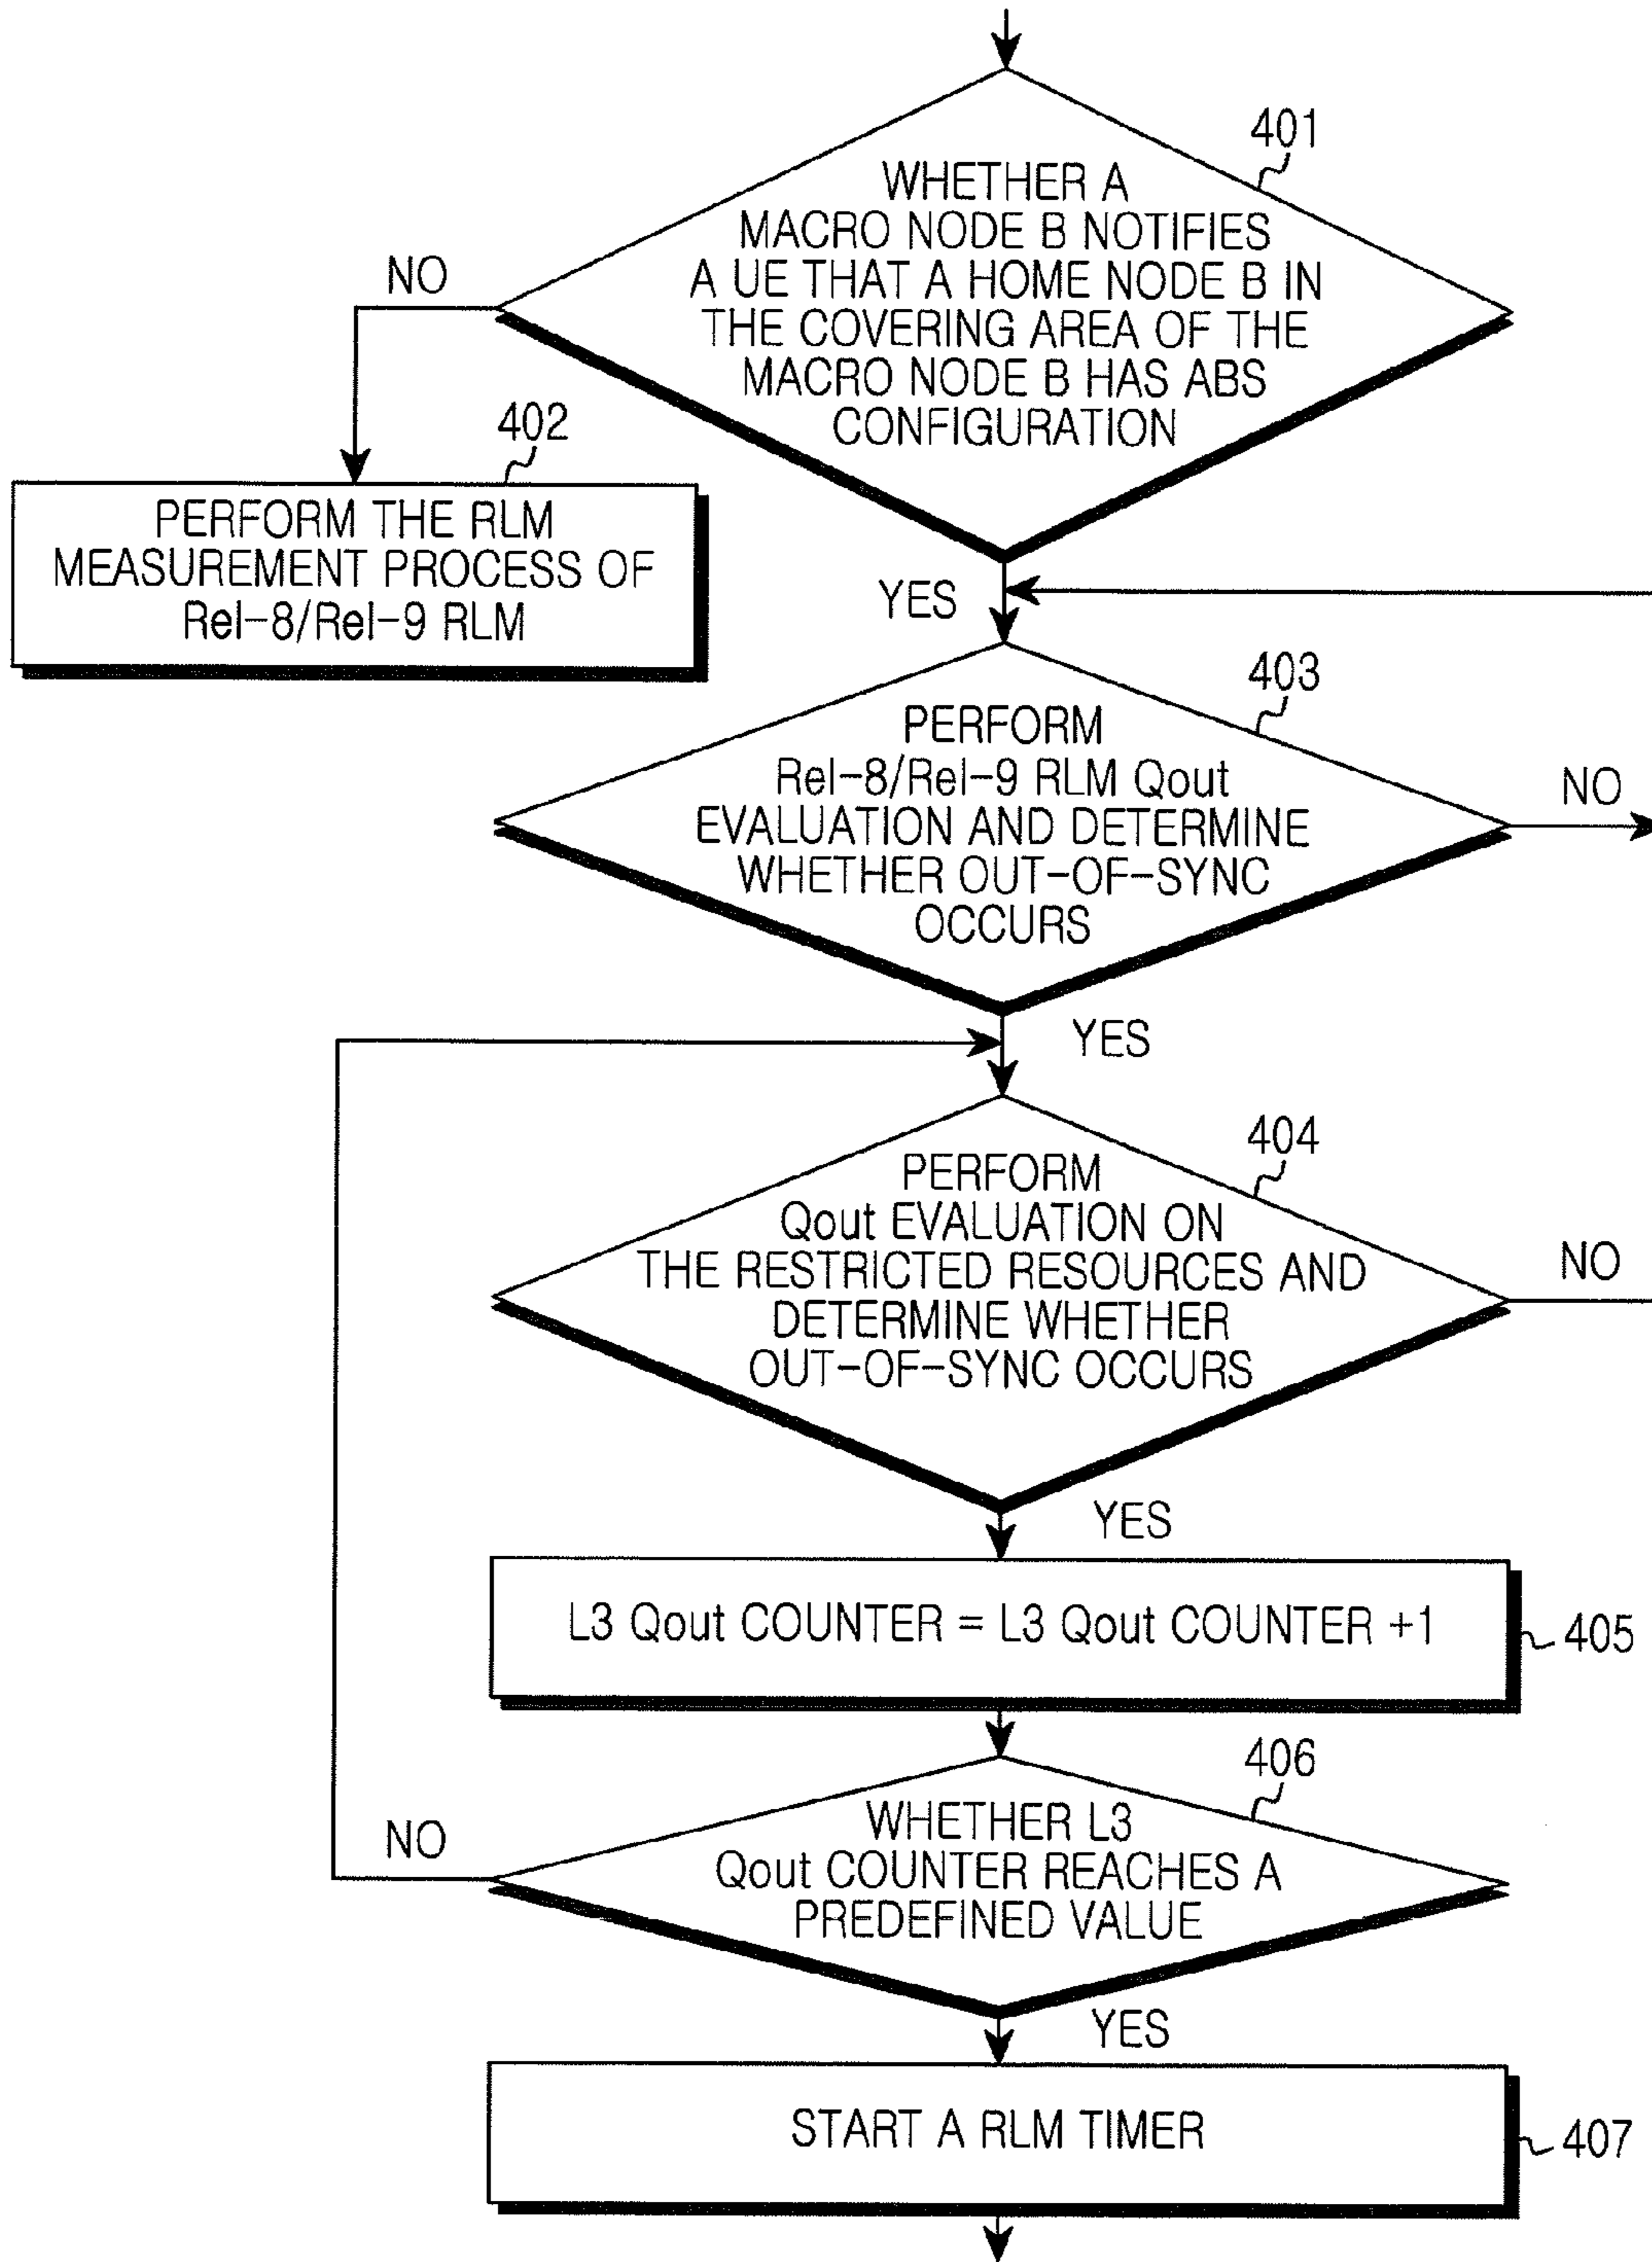 401
WHETHER A
MACRO NODE B NOTIFIES
A UE THAT A HOME NODE B IN
THE COVERING AREA OF THE
MACRO NODE B HAS ABS
CONFIGURATION
NO
402
PERFORM THE RLM
MEASUREMENT PROCESS OF
Rel-8/Rel-9 RLM
YES
403
PERFORM
Rel-8/Rel-9 RLM Qout
EVALUATION AND DETERMINE
WHETHER OUT-OF-SYNC
OCCURS
NO
YES
404
PERFORM
Qout EVALUATION ON
THE RESTRICTED RESOURCES AND
DETERMINE WHETHER
OUT-OF-SYNC OCCURS
NO
YES
L3 Qout COUNTER = L3 Qout COUNTER +1
405
406
WHETHER L3
Qout COUNTER REACHES A
PREDEFINED VALUE
NO
YES
START A RLM TIMER
407